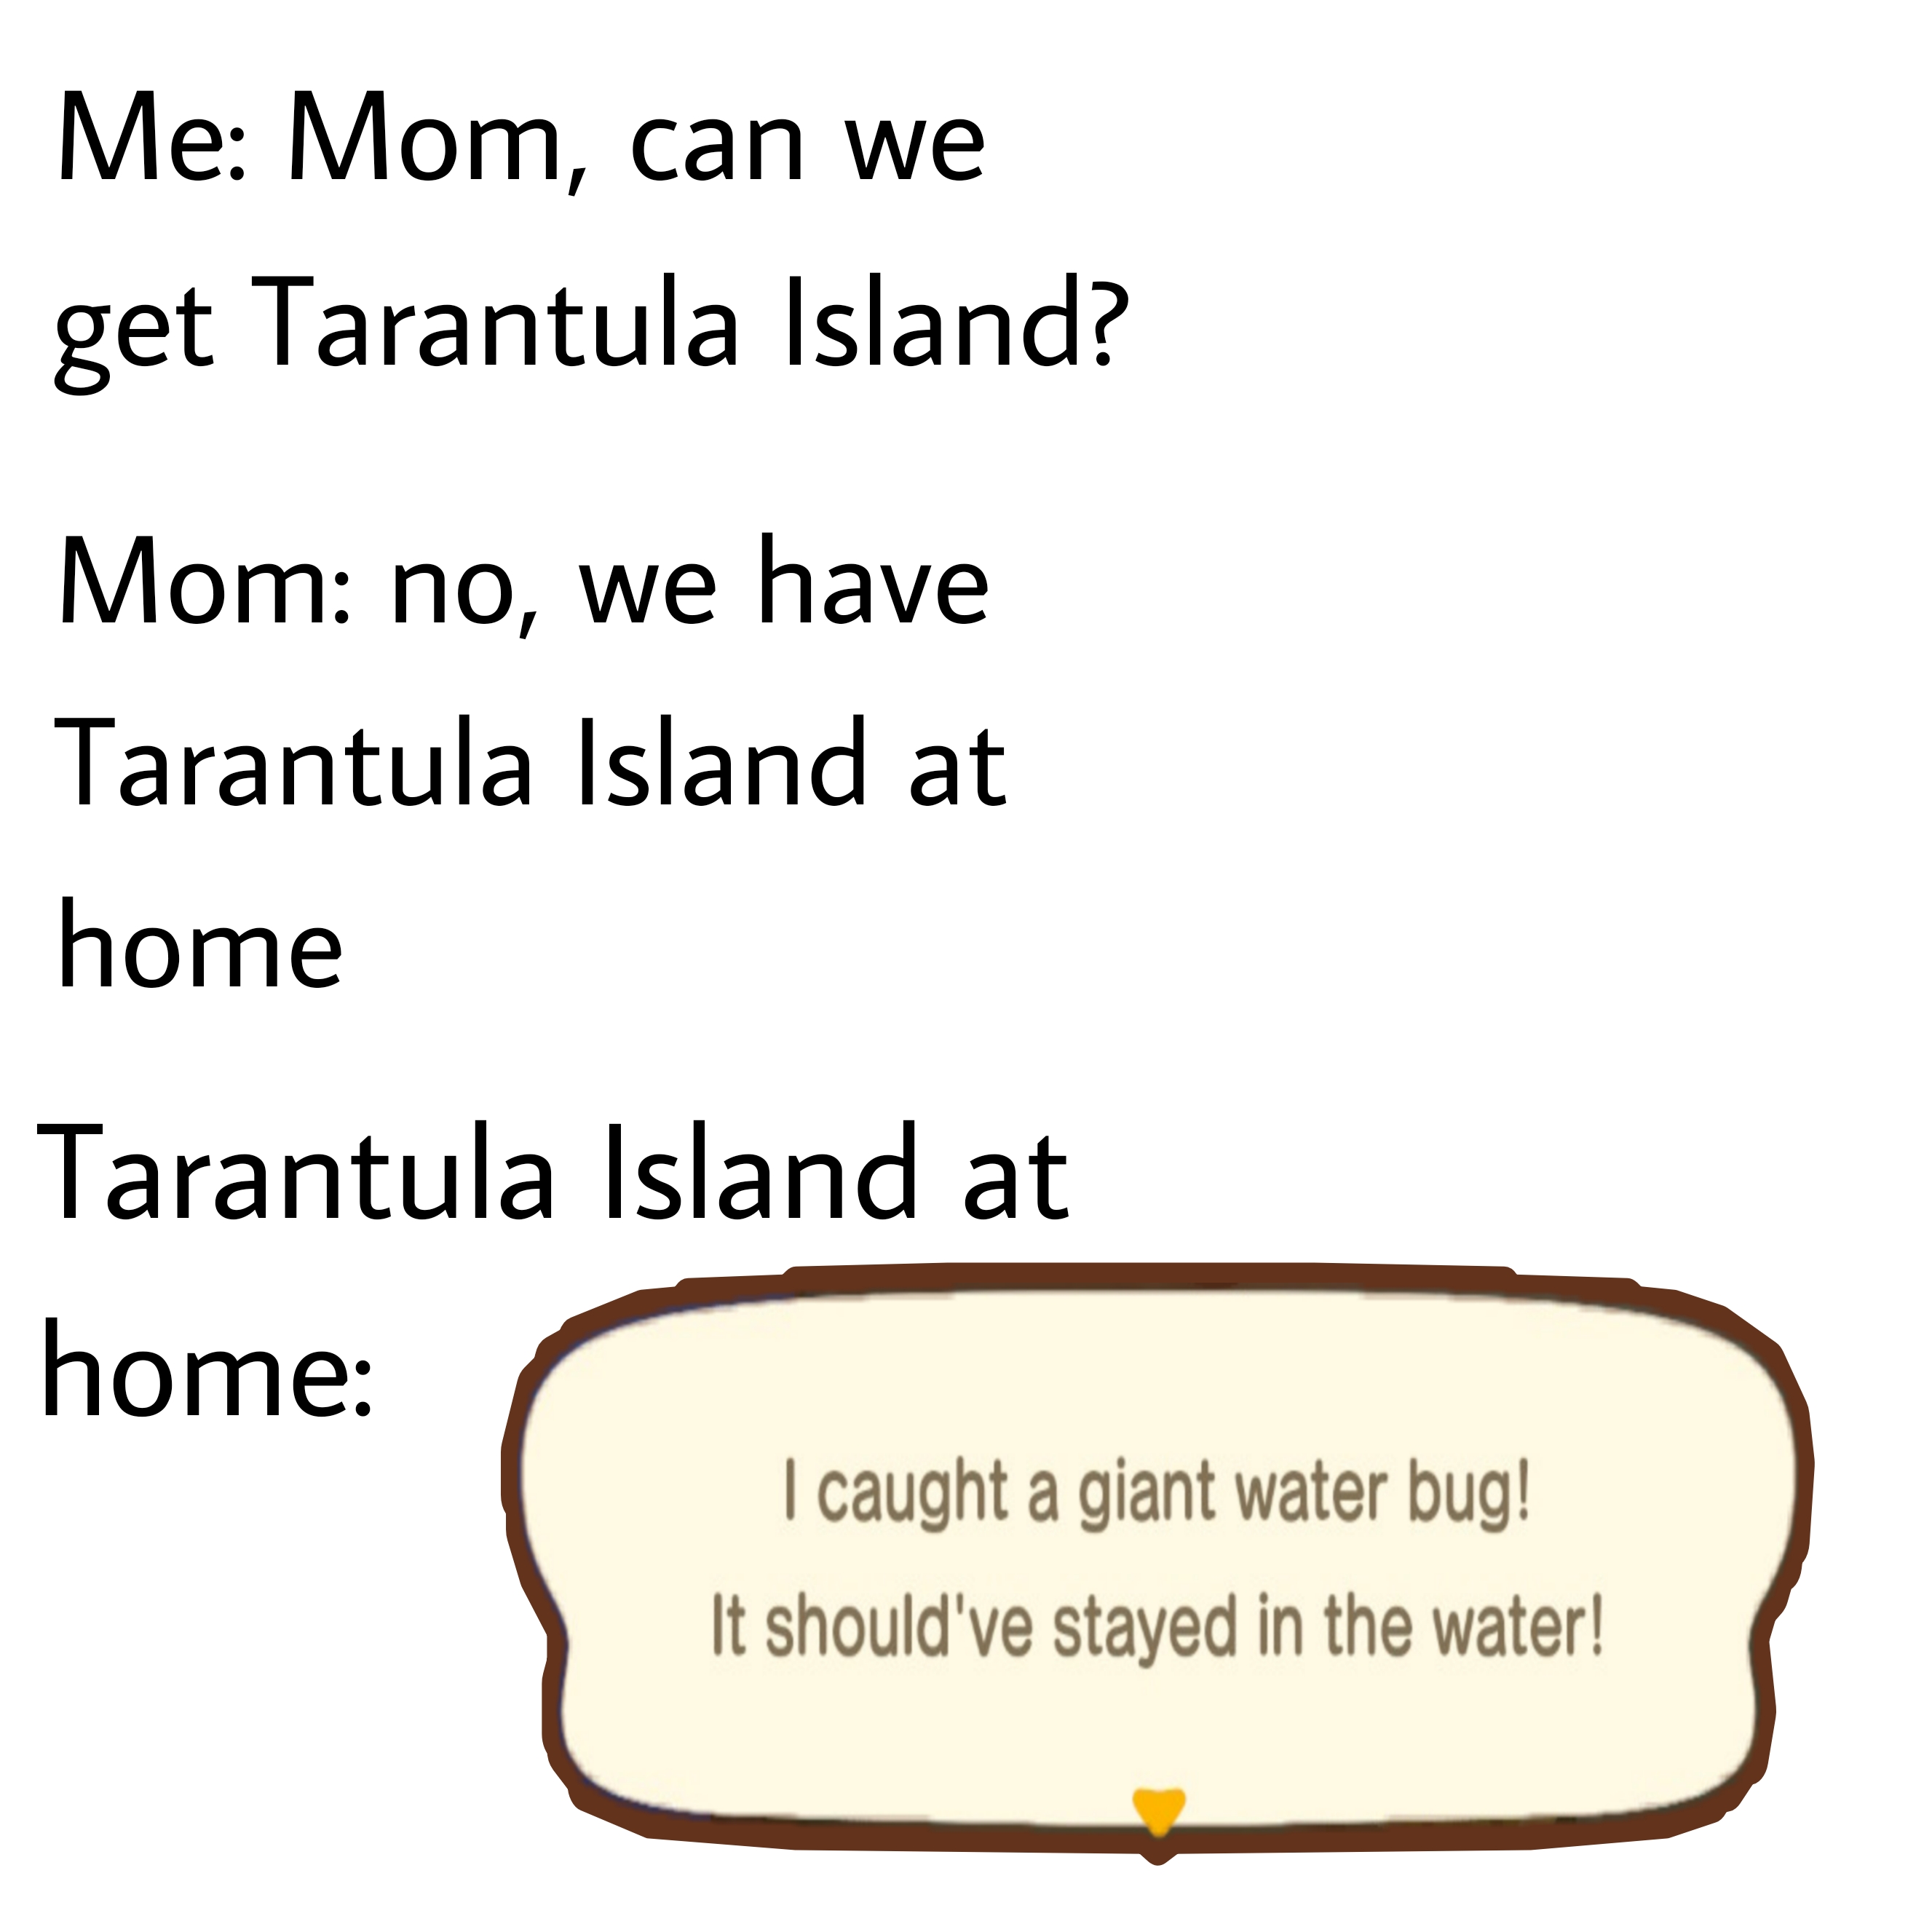 Me: Mom, can we
get Tarantula Island?
Mom: no, we have
Tarantula Island at
home
Tarantula Island at
home:
I caught a giant water bug!
It should've stayed in the water!